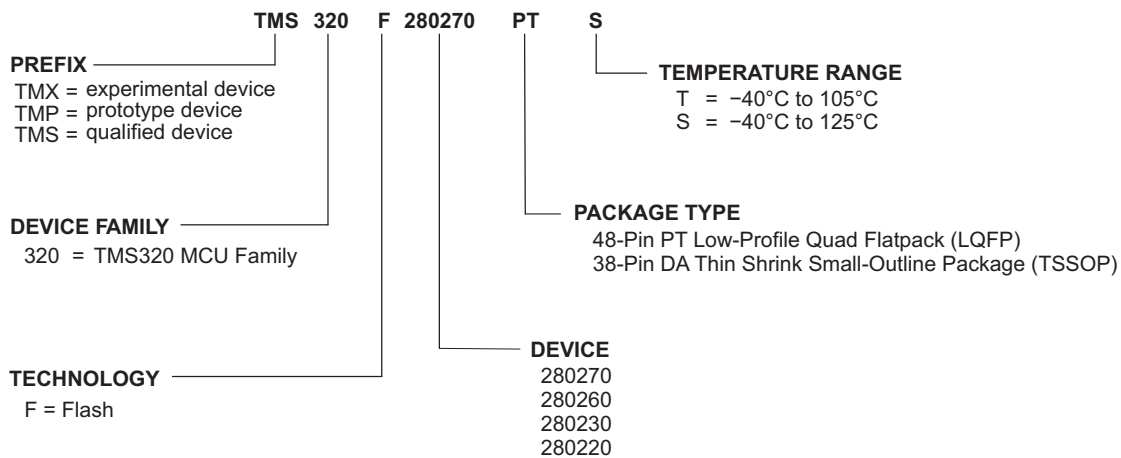 TMS 320 F 280270 PT S
PREFIX
TMX = experimental device
TMP = prototype device
TMS = qualified device
TEMPERATURE RANGE
T = −40°C to 105°C
S = −40°C to 125°C
DEVICE FAMILY
320 = TMS320 MCU Family
PACKAGE TYPE
48-Pin PT Low-Profile Quad Flatpack (LQFP)
38-Pin DA Thin Shrink Small-Outline Package (TSSOP)
TECHNOLOGY
F = Flash
DEVICE
280270
280260
280230
280220